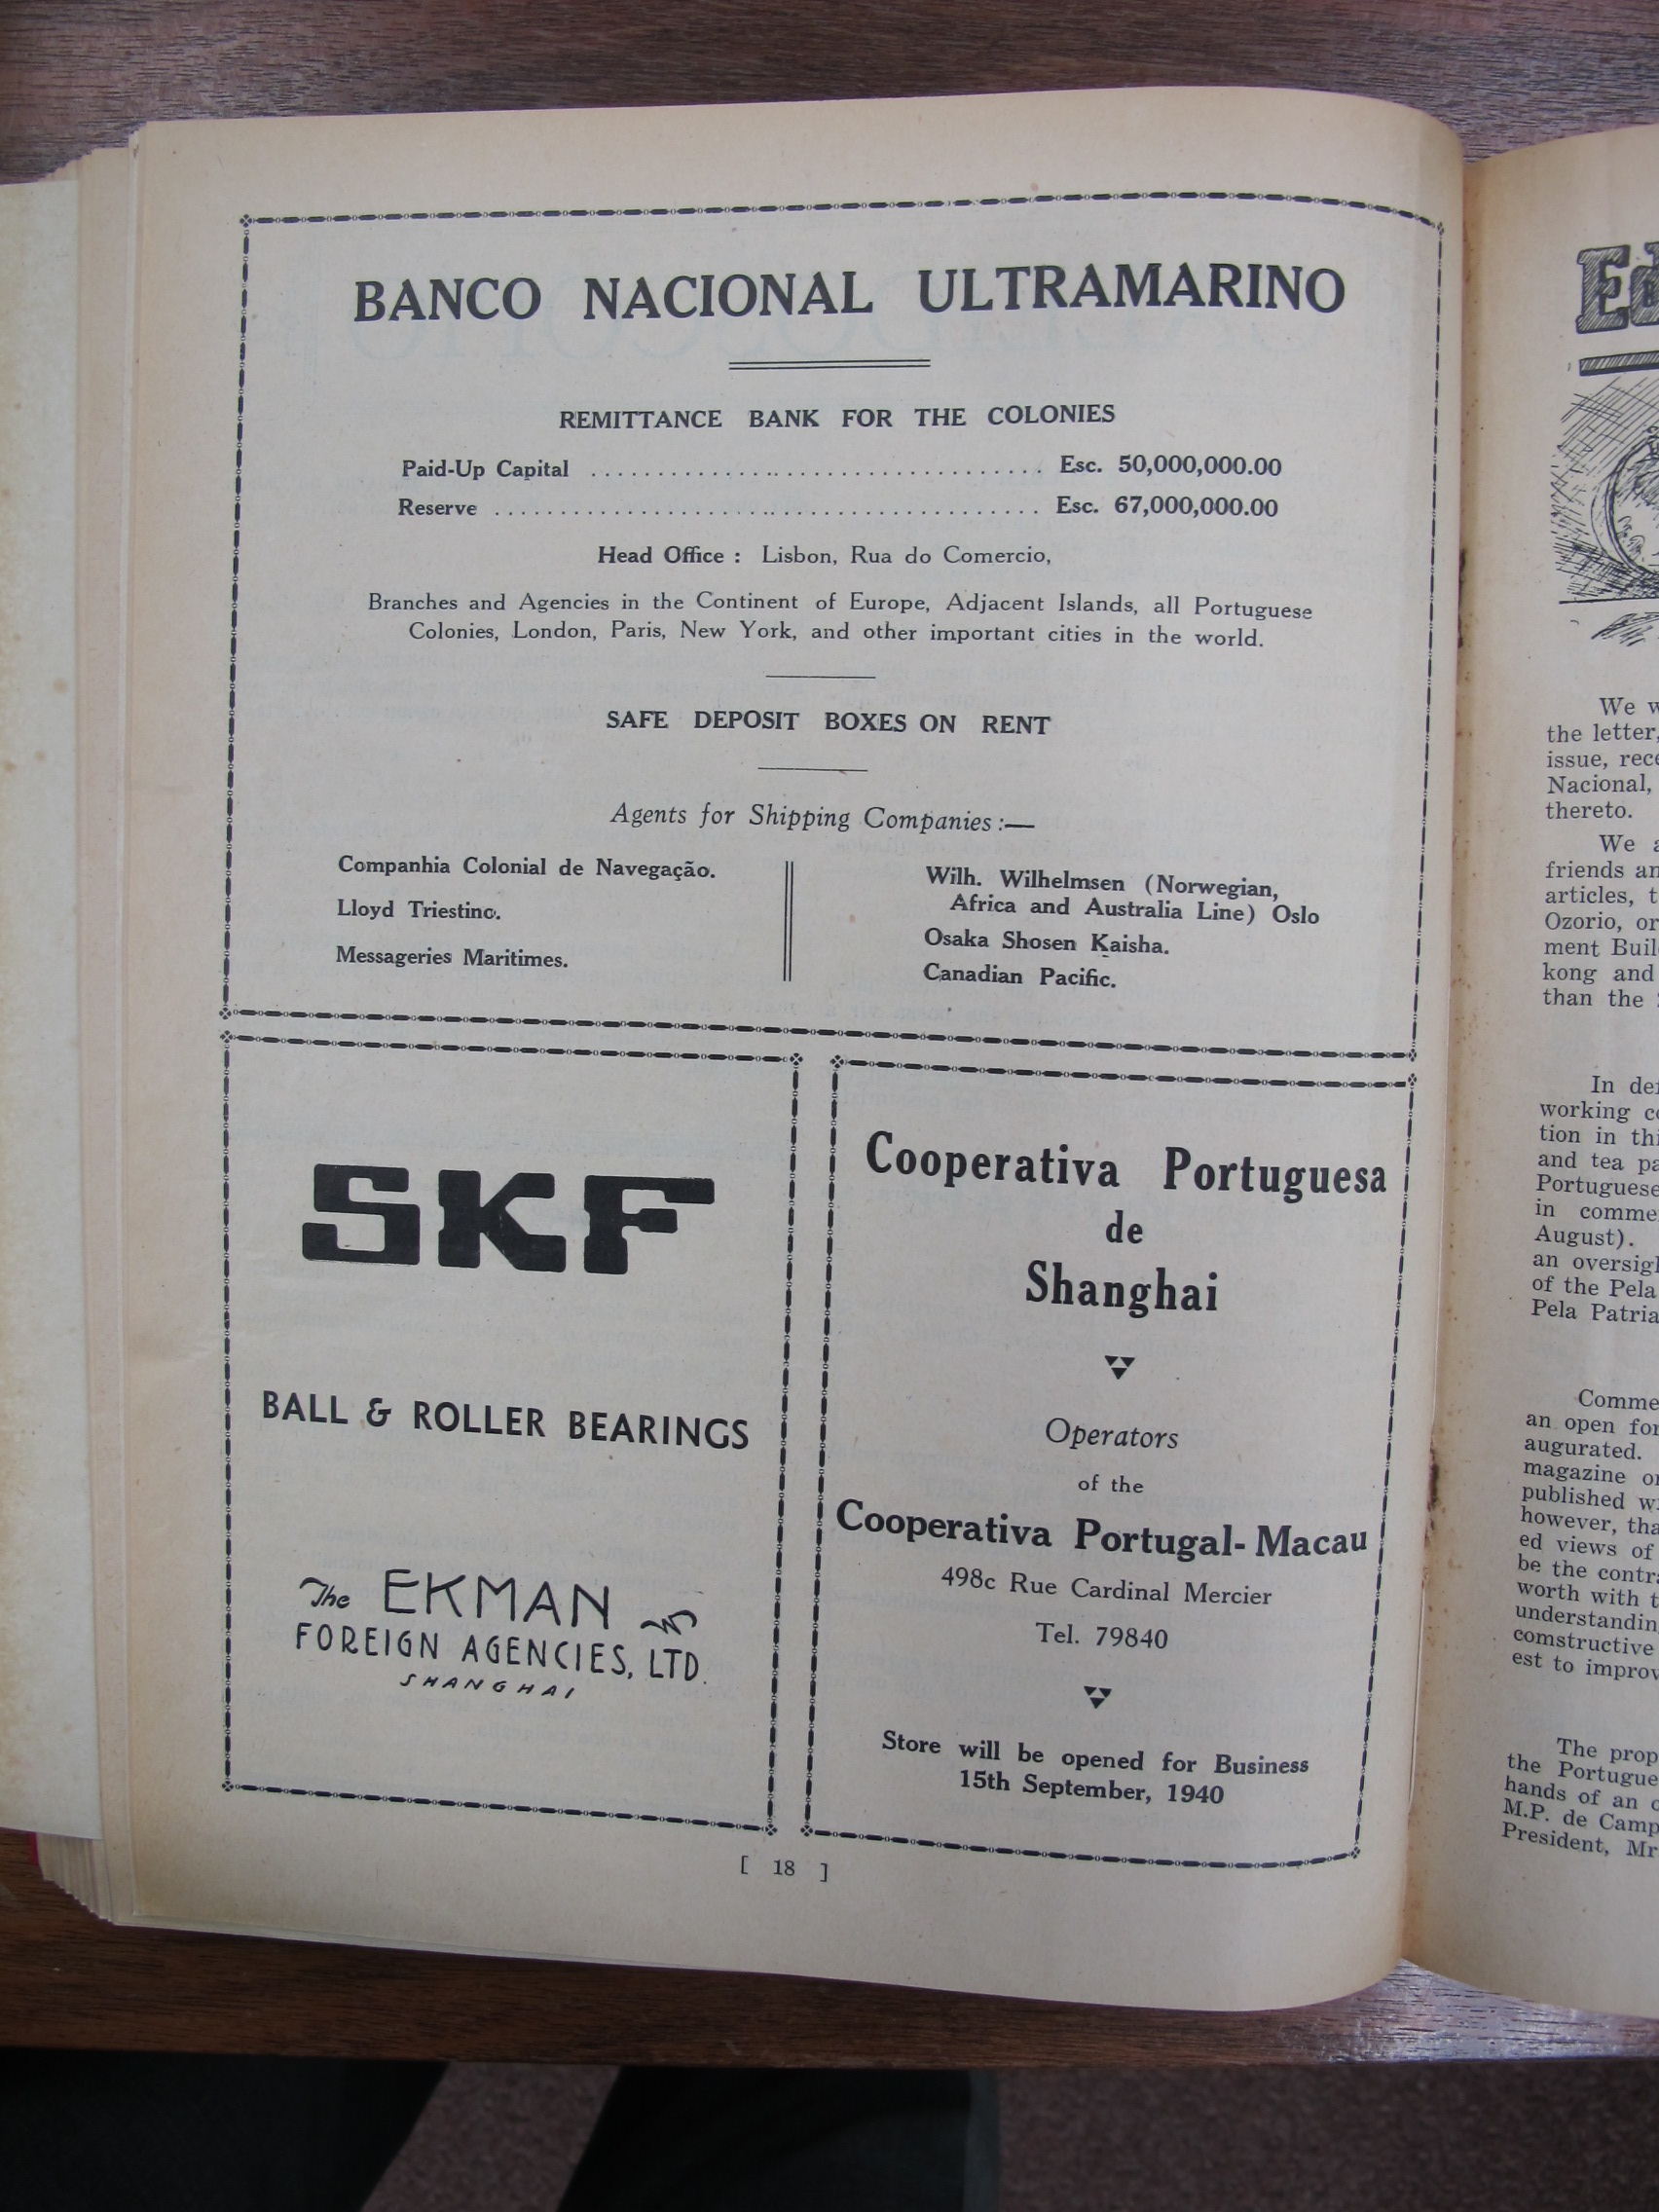 BANCO NACIONAL ULTRAMARINO
REMITTANCE BANK FOR THE COLONIES
Paid-Up Capital .................................... Esc. 50,000,000.00
Reserve ........................................... Esc. 67,000,000.00
Head Office : Lisbon, Rua do Comercio,
Branches and Agencies in the Continent of Europe, Adjacent Islands, all Portuguese
Colonies, London, Paris, New York, and other important cities in the world.
SAFE DEPOSIT BOXES ON RENT
Agents for Shipping Companies :—
Companhia Colonial de Navegação.
Lloyd Triestino.
Messageries Maritimes.
Wilh. Wilhelmsen (Norwegian,
Africa and Australia Line) Oslo
Osaka Shosen Kaisha.
Canadian Pacific.
SKF
BALL & ROLLER BEARINGS
The EKMAN
FOREIGN AGENCIES, LTD.
SHANGHAI
Cooperativa Portuguesa
de
Shanghai
Operators
of the
Cooperativa Portugal-Macau
498c Rue Cardinal Mercier
Tel. 79840
Store will be opened for Business
15th September, 1940
[ 18 ]
We
the letter,
issue,
Nacional,
thereto.
We
friends
articles,
Ozorio, or
ment
kong and
than the
In
working
tion in
and tea
Portuguese
in
August).
an
of the Pela
Pela Patria
an open
augurated.
magazine
published
however,
ed views of
be the
worth with
understanding
comstructive
est to
The
the
hands of an
M.P. de
President, Mr